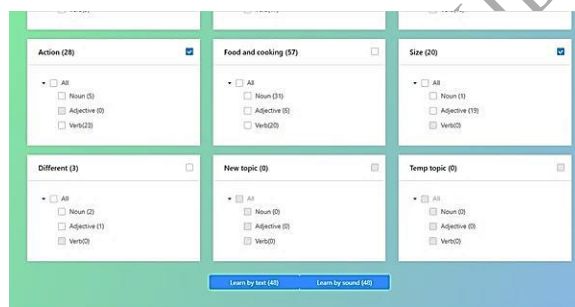 Action (28)
All
Noun (5)
Adjective (0)
Verb(23)
Food and cooking (57)
All
Noun (31)
Adjective (5)
Verb(20)
Size (20)
All
Noun (1)
Adjective (19)
Verb(0)
Different (3)
All
Noun (2)
Adjective (1)
Verb(0)
New topic (0)
All
Noun (0)
Adjective (0)
Verb(0)
Temp topic (0)
All
Noun (0)
Adjective (0)
Verb(0)
Learn by text (48)
Learn by sound (48)